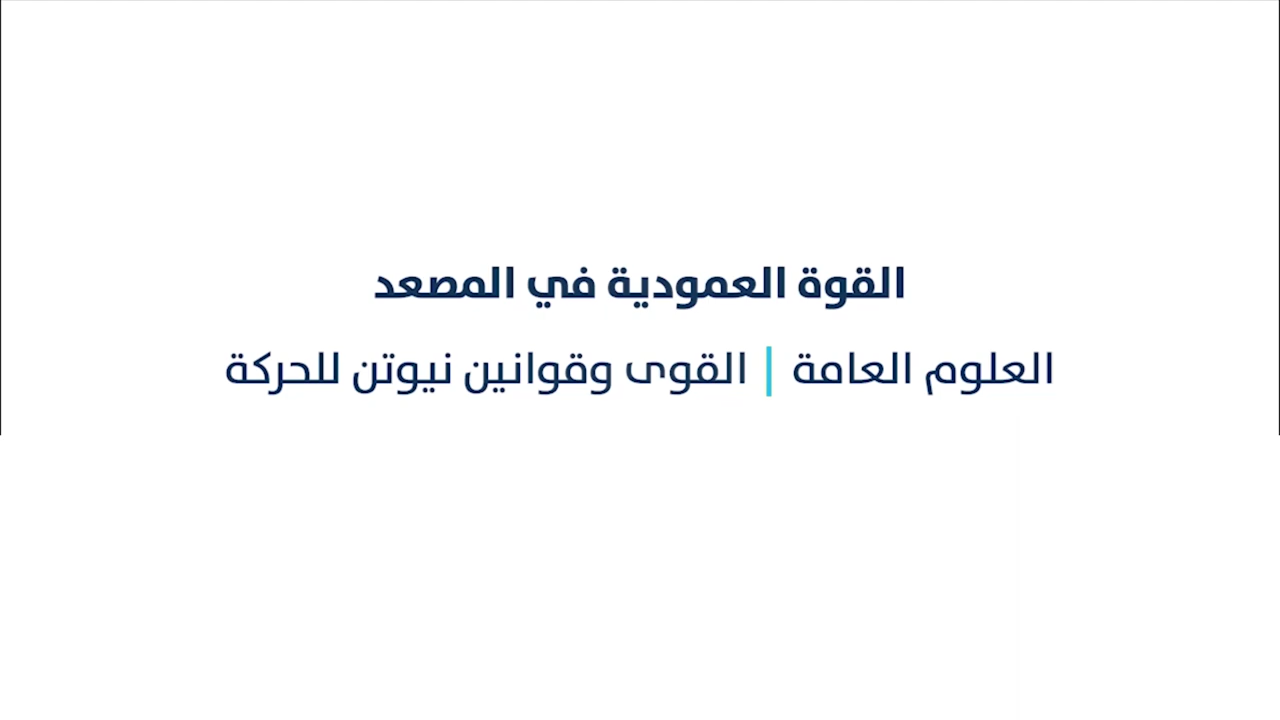 القوة العمودية في المصعد
العلوم العامة | القوى وقوانين نيوتن للحركة